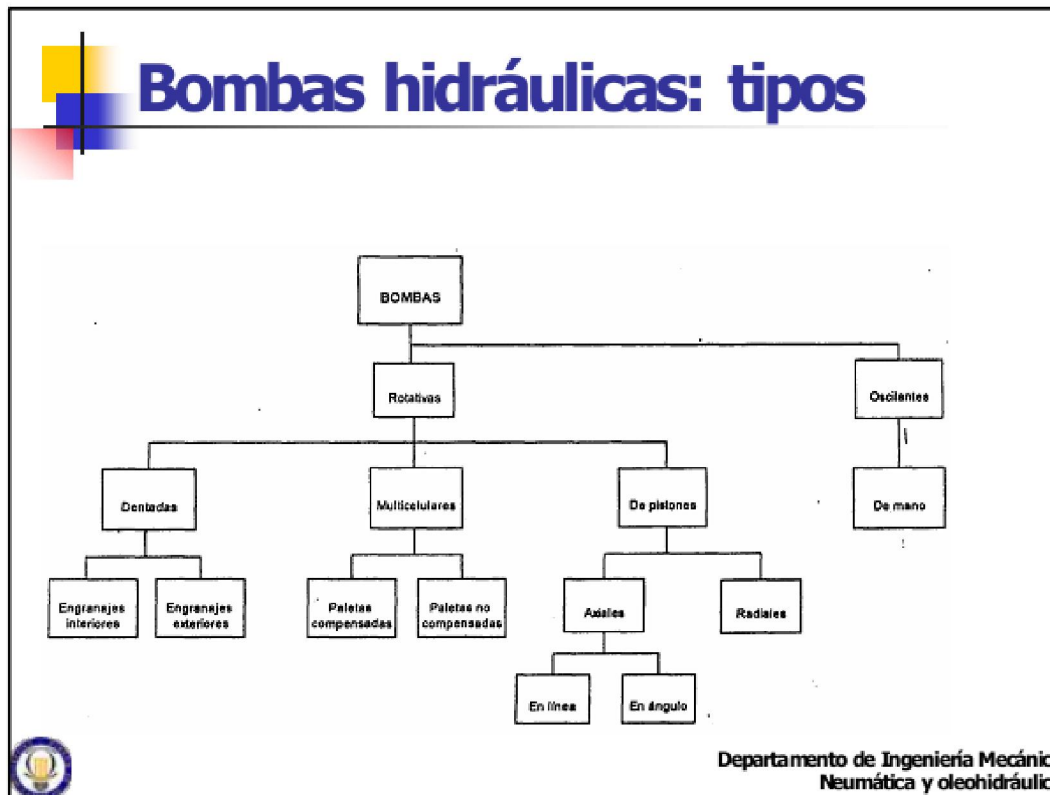 Bombas hidráulicas: tipos
BOMBAS
Rotativas
Oscilantes
Dentadas
Multicelulares
De pistones
De mano
Engranajes
interiores
Engranajes
exteriores
Paletas
compensadas
Paletas no
compensadas
Axiales
Radiales
En línea
En ángulo
Departamento de Ingeniería Mecánic
Neumática y oleohidráulic